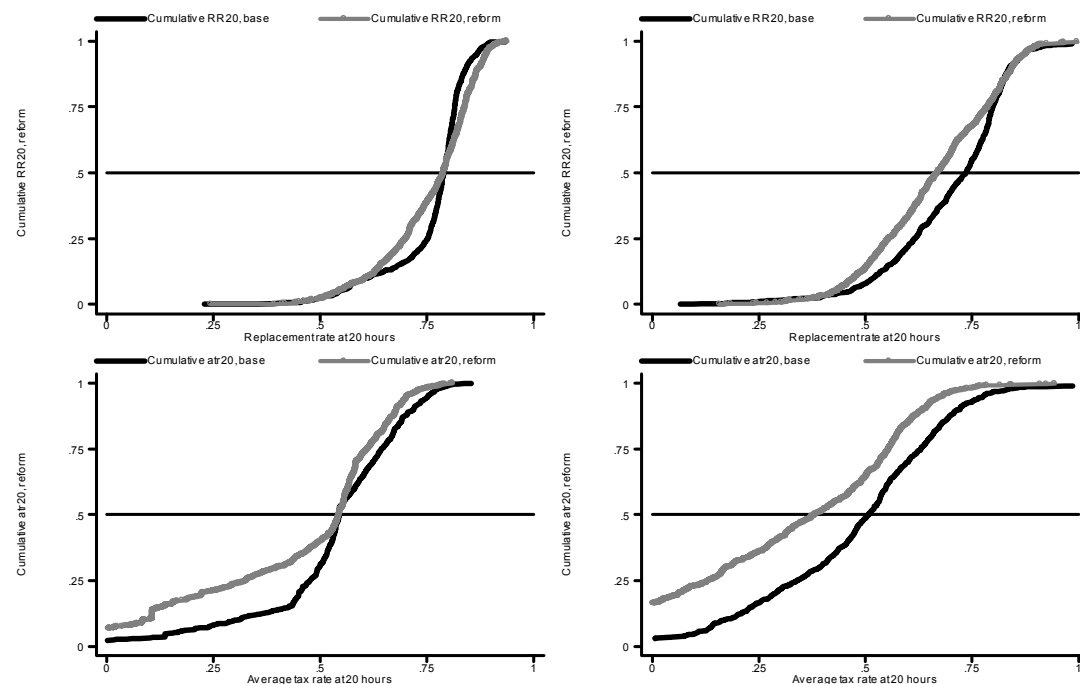 Cumulative RR20, base Cumulative RR20, reform
Cumulative RR20, reform
1
.75
.5
.25
0
0 .25 .5 .75 1
Replacement rate at 20 hours
Cumulative RR20, base Cumulative RR20, reform
Cumulative RR20, reform
1
.75
.5
.25
0
0 .25 .5 .75 1
Replacement rate at 20 hours
Cumulative atr20, base Cumulative atr20, reform
Cumulative atr20, reform
1
.75
.5
.25
0
0 .25 .5 .75 1
Average tax rate at 20 hours
Cumulative atr20, base Cumulative atr20, reform
Cumulative atr20, reform
1
.75
.5
.25
0
0 .25 .5 .75 1
Average tax rate at 20 hours